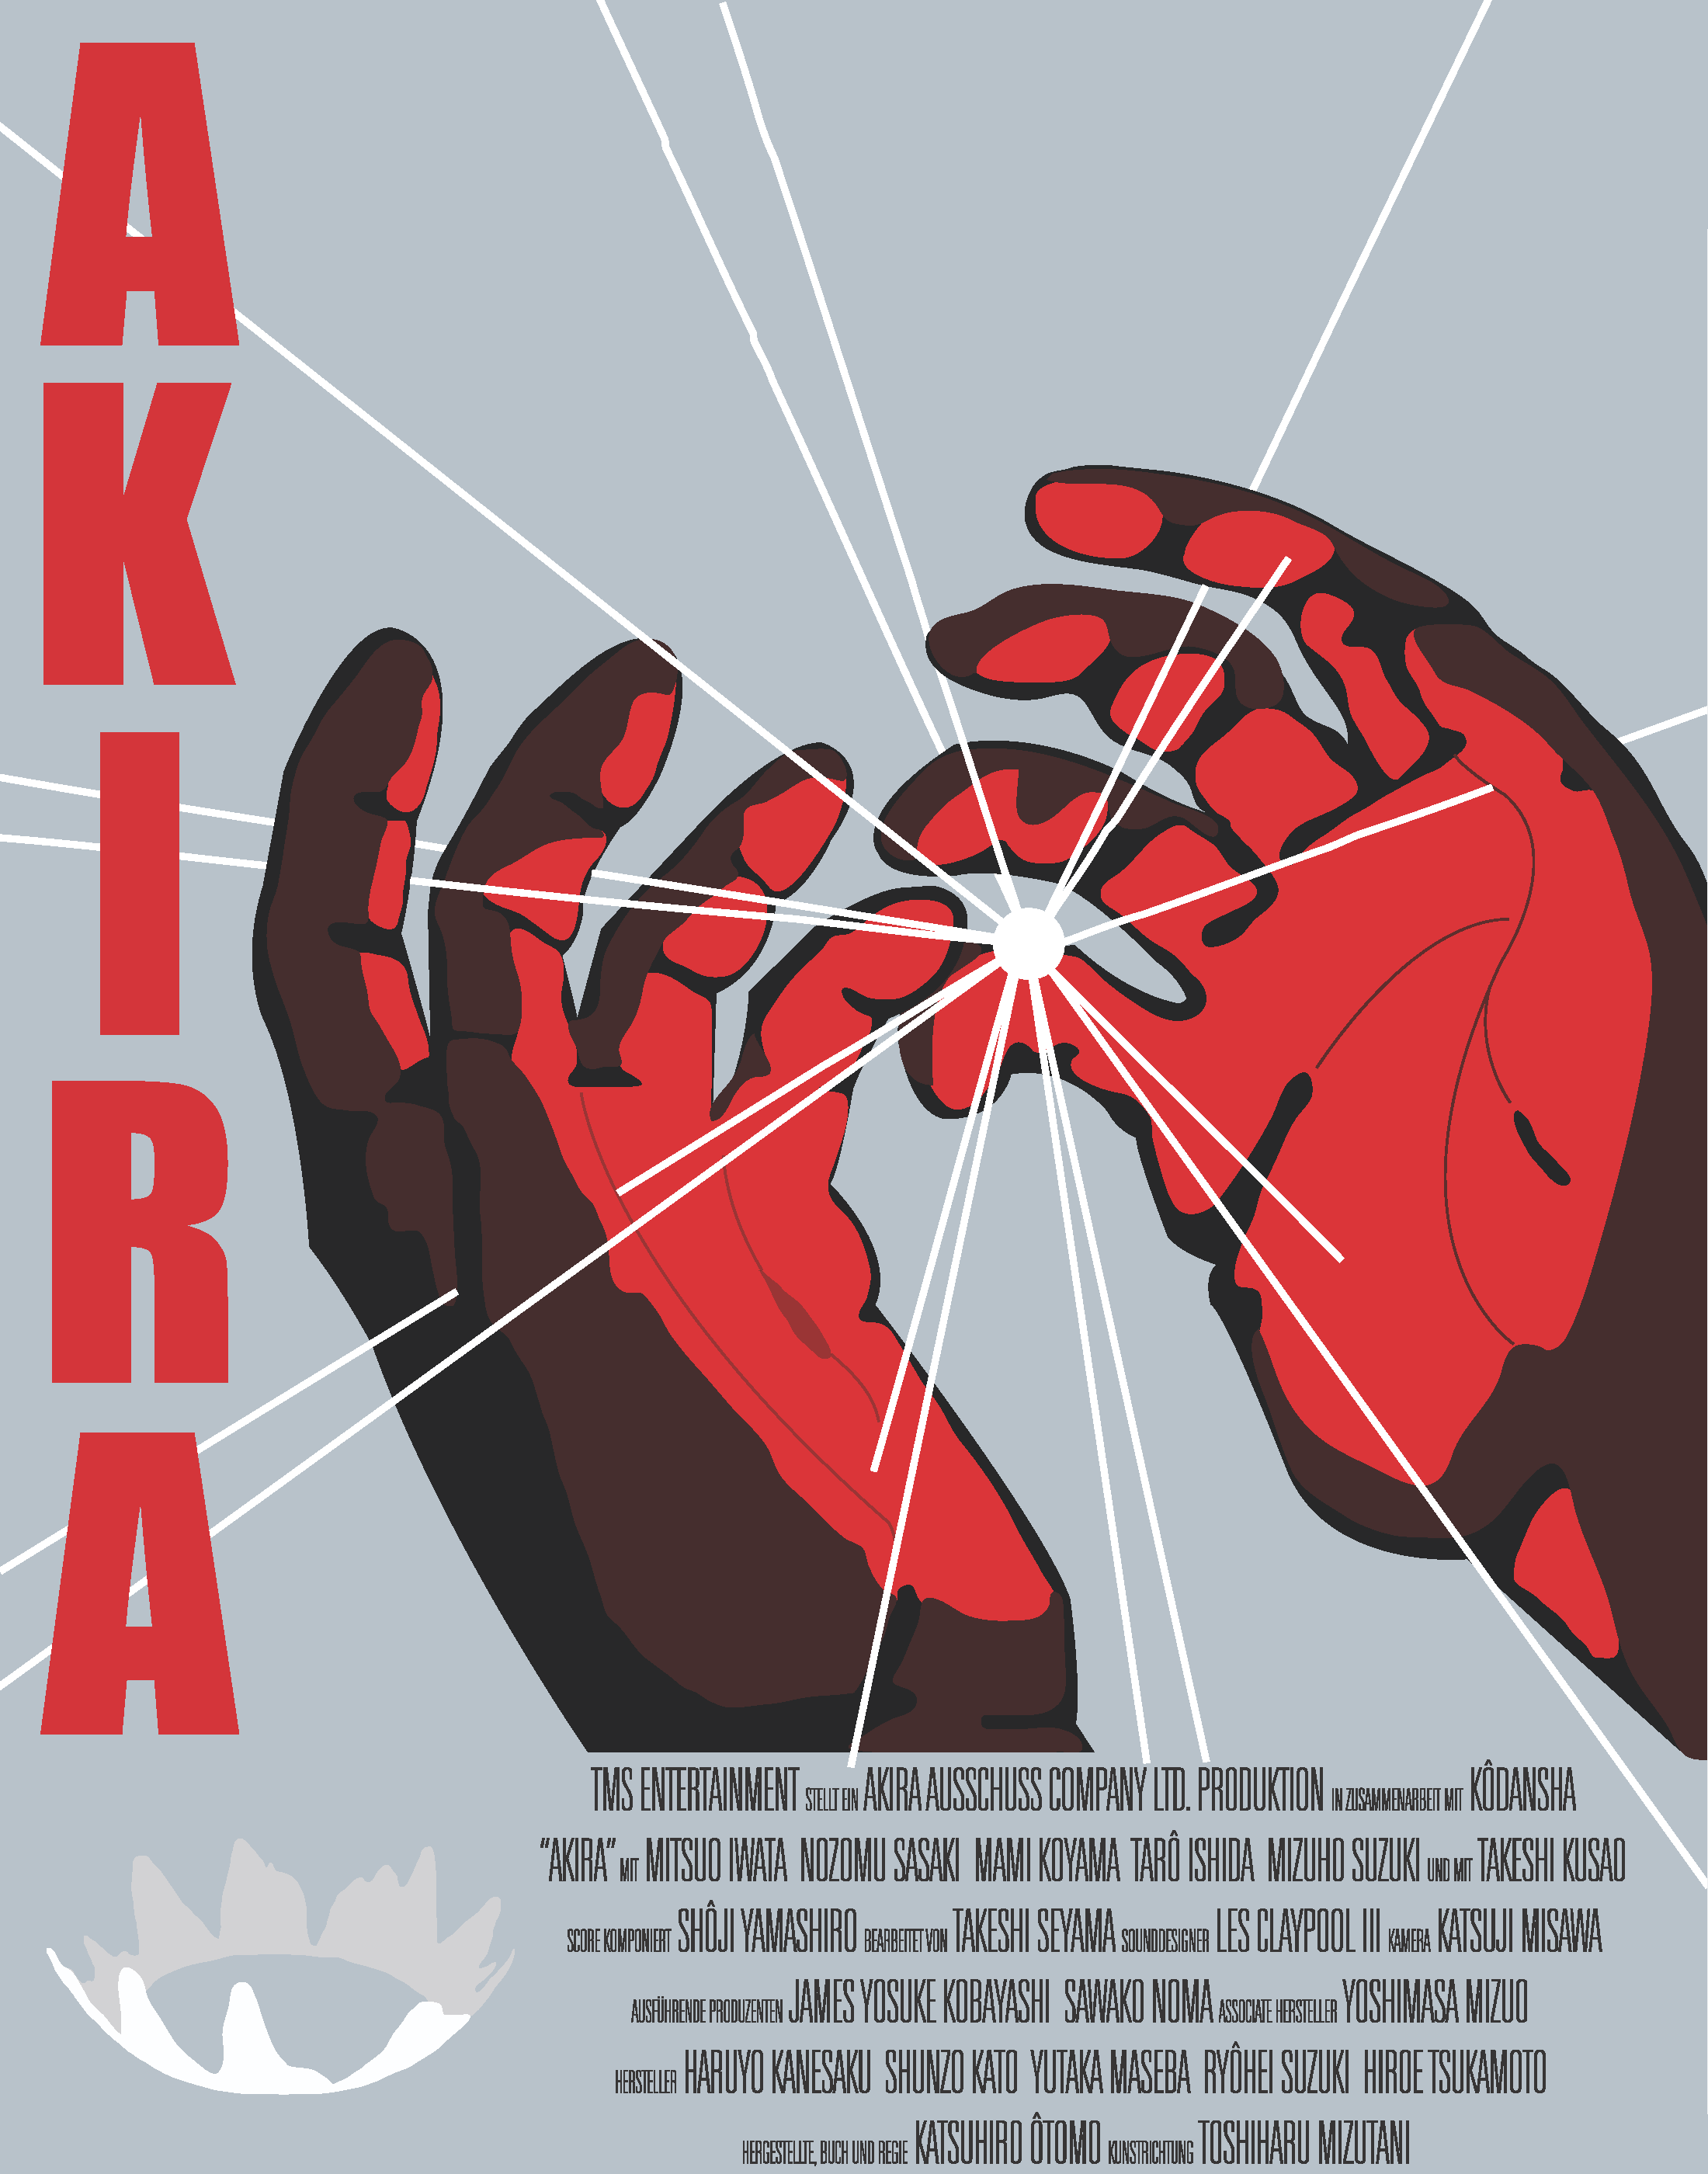 AKIRA
TMS ENTERTAINMENT STELLT EIN AKIRA AUSSCHUSS COMPANY LTD. PRODUKTION IN ZUSAMMENARBEIT MIT KÔDANSHA
"AKIRA" MIT MITSUO IWATA NOZOMU SASAKI MAMI KOYAMA TARÔ ISHIDA MIZUHO SUZUKI UND MIT TAKESHI KUSAO
SCORE KOMPONIERT SHÔJI YAMASHIRO BEARBEITET VON TAKESHI SEYAMA SOUNDDESIGNER LES CLAYPOOL III KAMERA KATSUJI MISAWA
AUSFÜHRENDE PRODUZENTEN JAMES YOSUKE KOBAYASHI SAWAKO NOMA ASSOCIATE HERSTELLER YOSHIMASA MIZUO
HERSTELLER HARUYO KANESAKU SHUNZO KATO YUTAKA MASEBA RYÔHEI SUZUKI HIROE TSUKAMOTO
HERGESTELLTE, BUCH UND REGIE KATSUHIRO ÔTOMO KUNSTRICHTUNG TOSHIHARU MIZUTANI